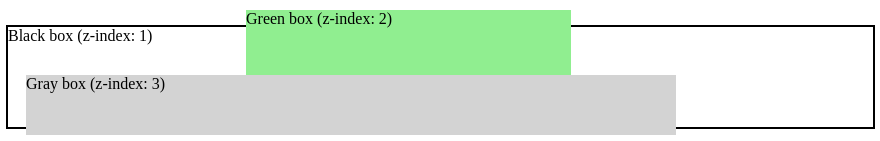 Green box (z-index: 2)
Black box (z-index: 1)
Gray box (z-index: 3)